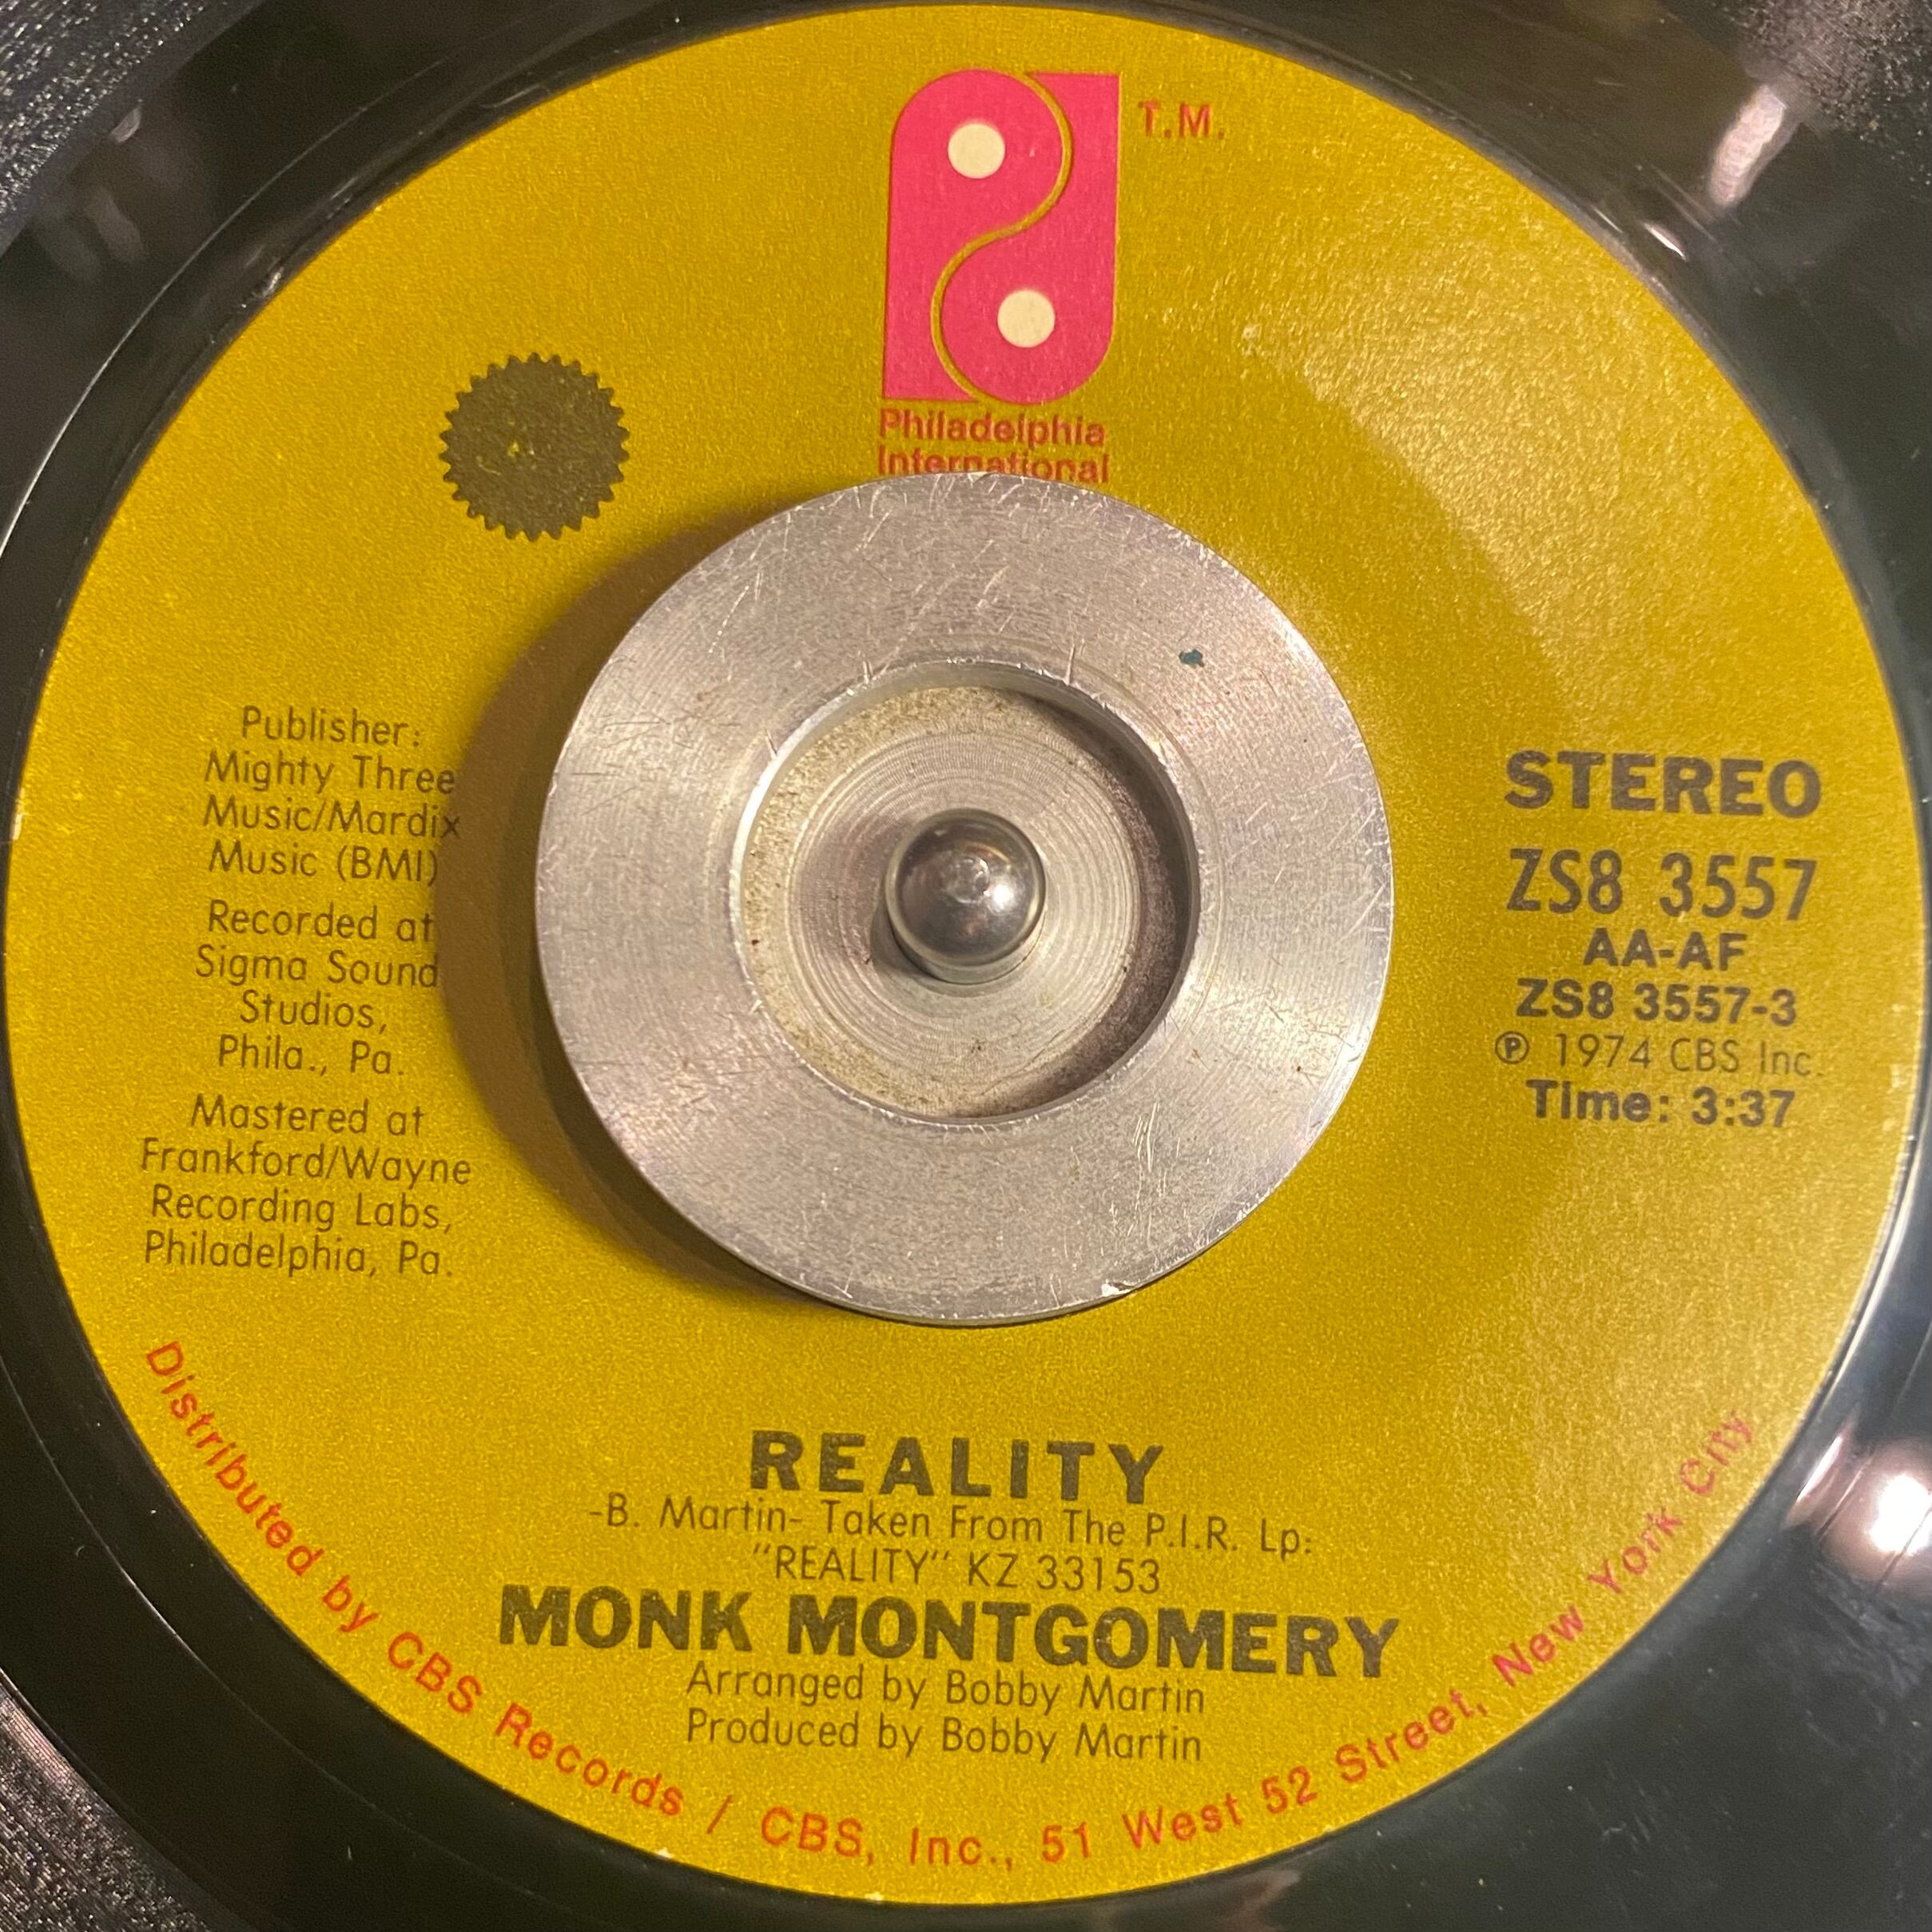 T.M.
Philadelphia
International
Publisher:
Mighty Three
Music/Mardix
Music (BMI)
Recorded at
Sigma Sound
Studios,
Phila., Pa.
Mastered at
Frankford/Wayne
Recording Labs,
Philadelphia, Pa.
STEREO
ZS8 3557
AA-AF
ZS8 3557-3
℗ 1974 CBS Inc.
Time: 3:37
REALITY
-B. Martin- Taken From The P.I.R. Lp:
"REALITY" KZ 33153
MONK MONTGOMERY
Arranged by Bobby Martin
Produced by Bobby Martin
Distributed by CBS Records / CBS, Inc., 51 West 52 Street, New York City